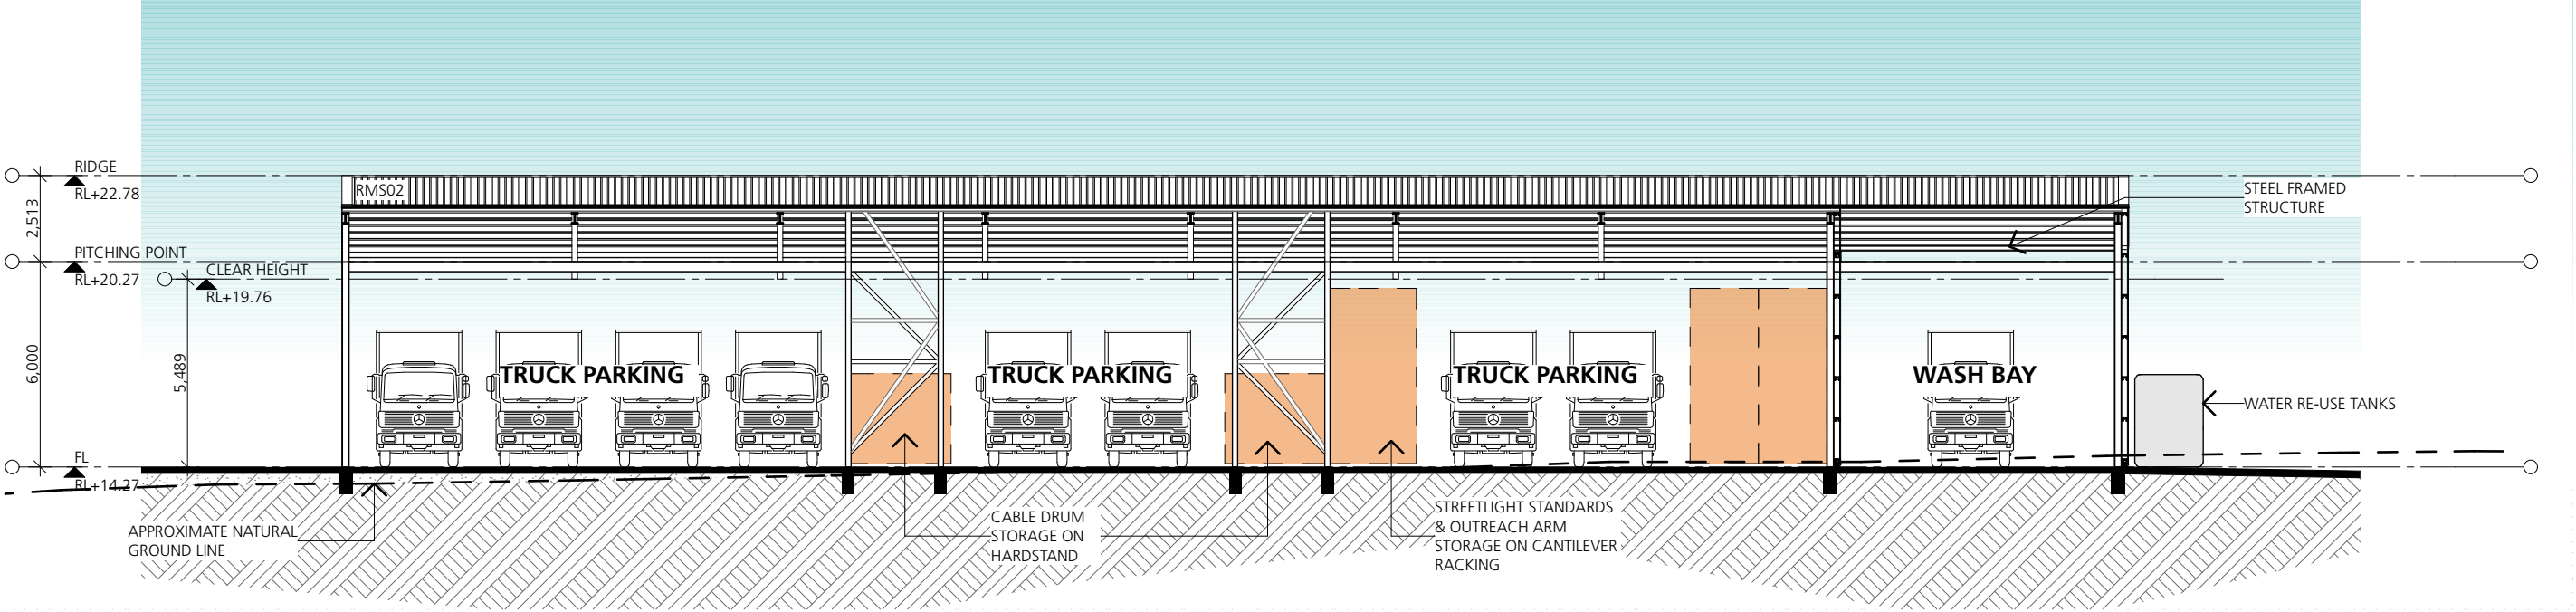 RIDGE
RL+22.78
2,513
PITCHING POINT
RL+20.27
CLEAR HEIGHT
RL+19.76
6,000
5,489
FL
RL+14.27
RMS02
TRUCK PARKING
TRUCK PARKING
TRUCK PARKING
WASH BAY
STEEL FRAMED
STRUCTURE
WATER RE-USE TANKS
APPROXIMATE NATURAL
GROUND LINE
CABLE DRUM
STORAGE ON
HARDSTAND
STREETLIGHT STANDARDS
& OUTREACH ARM
STORAGE ON CANTILEVER
RACKING